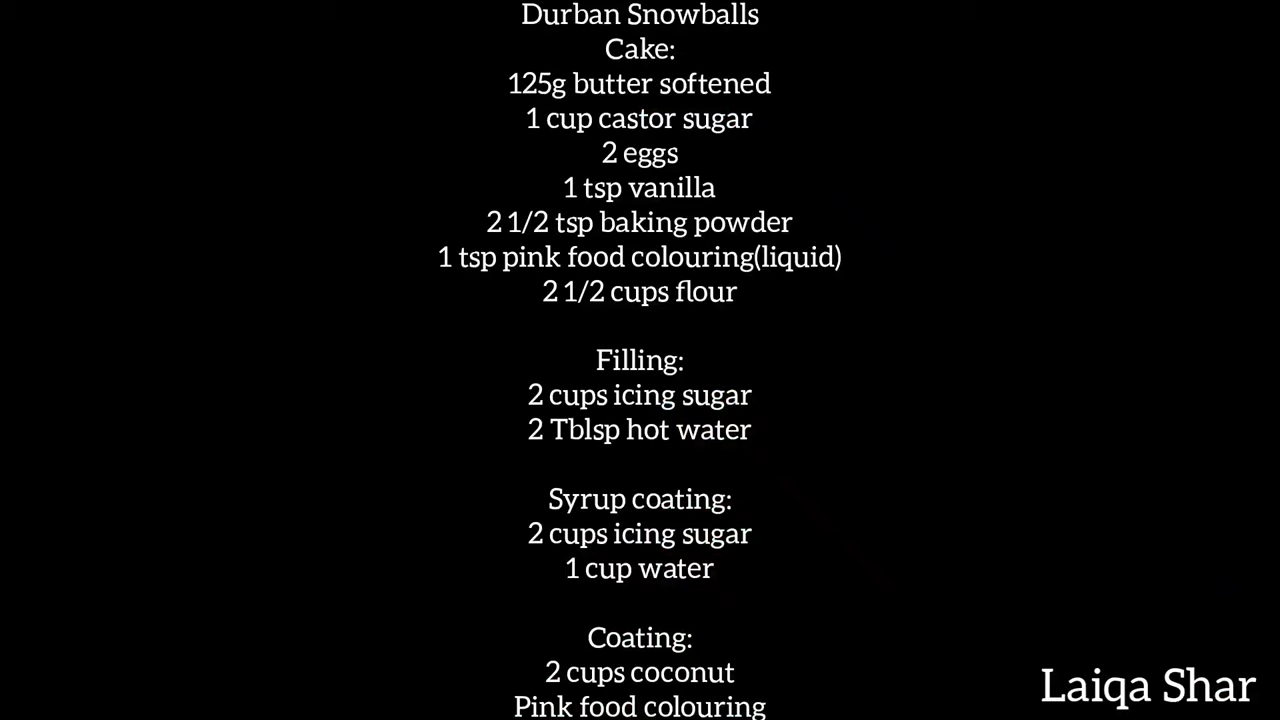 Durban Snowballs
Cake:
125g butter softened
1 cup castor sugar
2 eggs
1 tsp vanilla
2 1/2 tsp baking powder
1 tsp pink food colouring(liquid)
2 1/2 cups flour
Filling:
2 cups icing sugar
2 Tblsp hot water
Syrup coating:
2 cups icing sugar
1 cup water
Coating:
2 cups coconut
Pink food colouring
Laiqa Shar